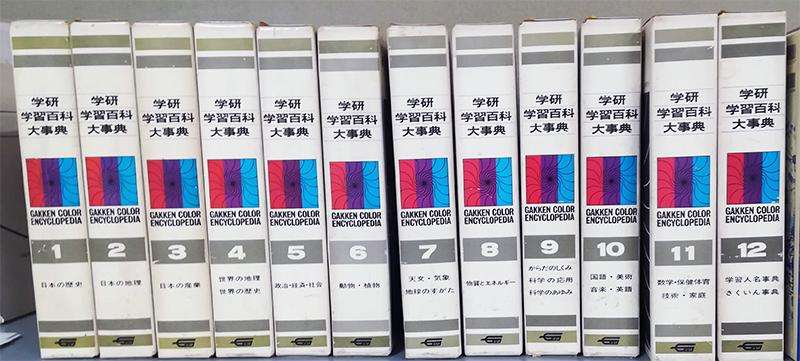 学研
学習百科
大事典
GAKKEN COLOR
ENCYCLOPEDIA
1
日本の歴史
学研
学習百科
大事典
GAKKEN COLOR
ENCYCLOPEDIA
2
日本の地理
学研
学習百科
大事典
GAKKEN COLOR
ENCYCLOPEDIA
3
日本の産業
学研
学習百科
大事典
GAKKEN COLOR
ENCYCLOPEDIA
4
世界の地理
世界の歴史
学研
学習百科
大事典
GAKKEN COLOR
ENCYCLOPEDIA
5
政治・経済・社会
学研
学習百科
大事典
GAKKEN COLOR
ENCYCLOPEDIA
6
動物・植物
学研
学習百科
大事典
GAKKEN COLOR
ENCYCLOPEDIA
7
天文・気象
地球のすがた
学研
学習百科
大事典
GAKKEN COLOR
ENCYCLOPEDIA
8
物質とエネルギー
学研
学習百科
大事典
GAKKEN COLOR
ENCYCLOPEDIA
9
からだのしくみ
科学の応用
科学のあゆみ
学研
学習百科
大事典
GAKKEN COLOR
ENCYCLOPEDIA
10
国語・美術
音楽・英語
学研
学習百科
大事典
GAKKEN COLOR
ENCYCLOPEDIA
11
数学・保健体育
技術・家庭
学研
学習百科
大事典
GAKKEN COLOR
ENCYCLOPEDIA
12
学習人名事典
さくいん事典